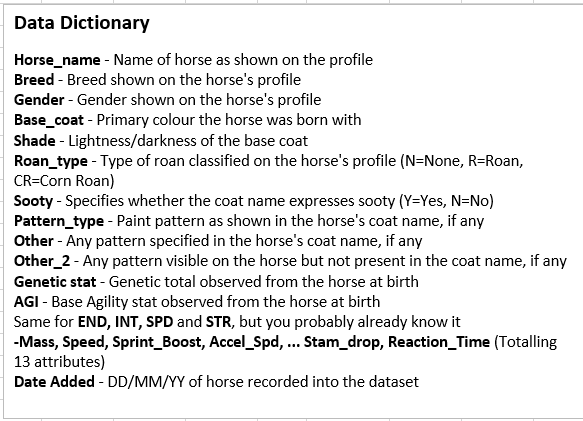 Data Dictionary
Horse_name - Name of horse as shown on the profile
Breed - Breed shown on the horse's profile
Gender - Gender shown on the horse's profile
Base_coat - Primary colour the horse was born with
Shade - Lightness/darkness of the base coat
Roan_type - Type of roan classified on the horse's profile (N=None, R=Roan,
CR=Corn Roan)
Sooty - Specifies whether the coat name expresses sooty (Y=Yes, N=No)
Pattern_type - Paint pattern as shown in the horse's coat name, if any
Other - Any pattern specified in the horse's coat name, if any
Other_2 - Any pattern visible on the horse but not present in the coat name, if any
Genetic stat - Genetic total observed from the horse at birth
AGI - Base Agility stat observed from the horse at birth
Same for END, INT, SPD and STR, but you probably already know it
-Mass, Speed, Sprint_Boost, Accel_Spd, ... Stam_drop, Reaction_Time (Totalling
13 attributes)
Date Added - DD/MM/YY of horse recorded into the dataset